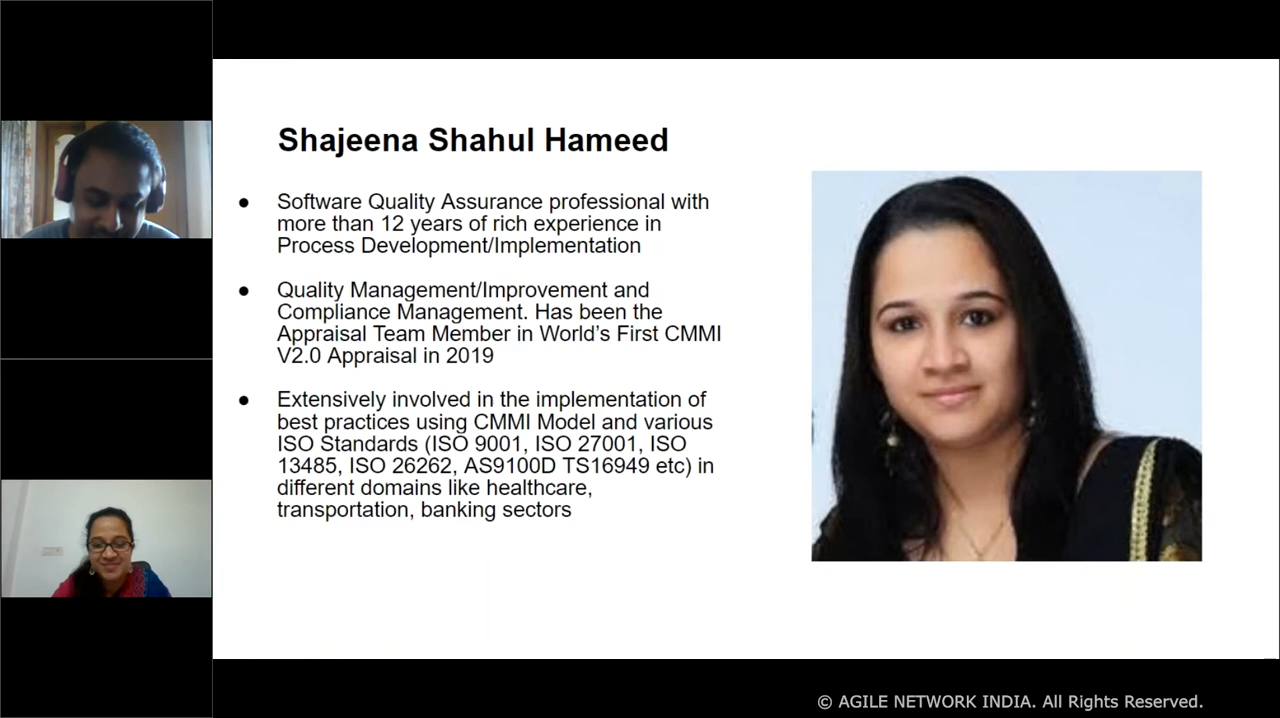 Shajeena Shahul Hameed
● Software Quality Assurance professional with
more than 12 years of rich experience in
Process Development/Implementation
● Quality Management/Improvement and
Compliance Management. Has been the
Appraisal Team Member in World’s First CMMI
V2.0 Appraisal in 2019
● Extensively involved in the implementation of
best practices using CMMI Model and various
ISO Standards (ISO 9001, ISO 27001, ISO
13485, ISO 26262, AS9100D TS16949 etc) in
different domains like healthcare,
transportation, banking sectors
© AGILE NETWORK INDIA. All Rights Reserved.